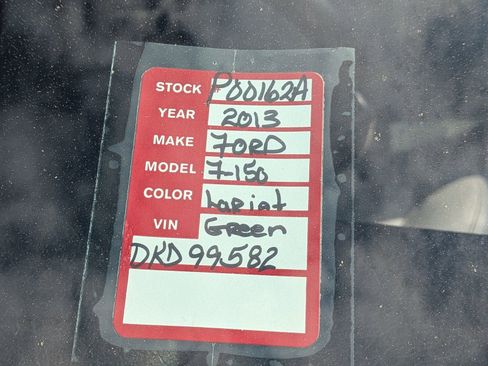 STOCK P00162A
YEAR 2013
MAKE FORD
MODEL F-150
COLOR Lariat
VIN Green
DKD99582